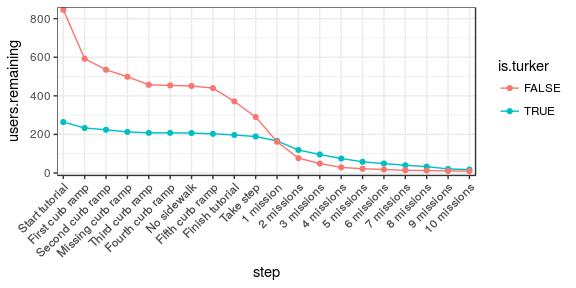 800
600
400
200
0
users.remaining
Start tutorial
First curb ramp
Second curb ramp
Missing curb ramp
Third curb ramp
Fourth curb ramp
No sidewalk
Fifth curb ramp
Finish tutorial
Take step
1 mission
2 missions
3 missions
4 missions
5 missions
6 missions
7 missions
8 missions
9 missions
10 missions
step
is.turker
FALSE
TRUE